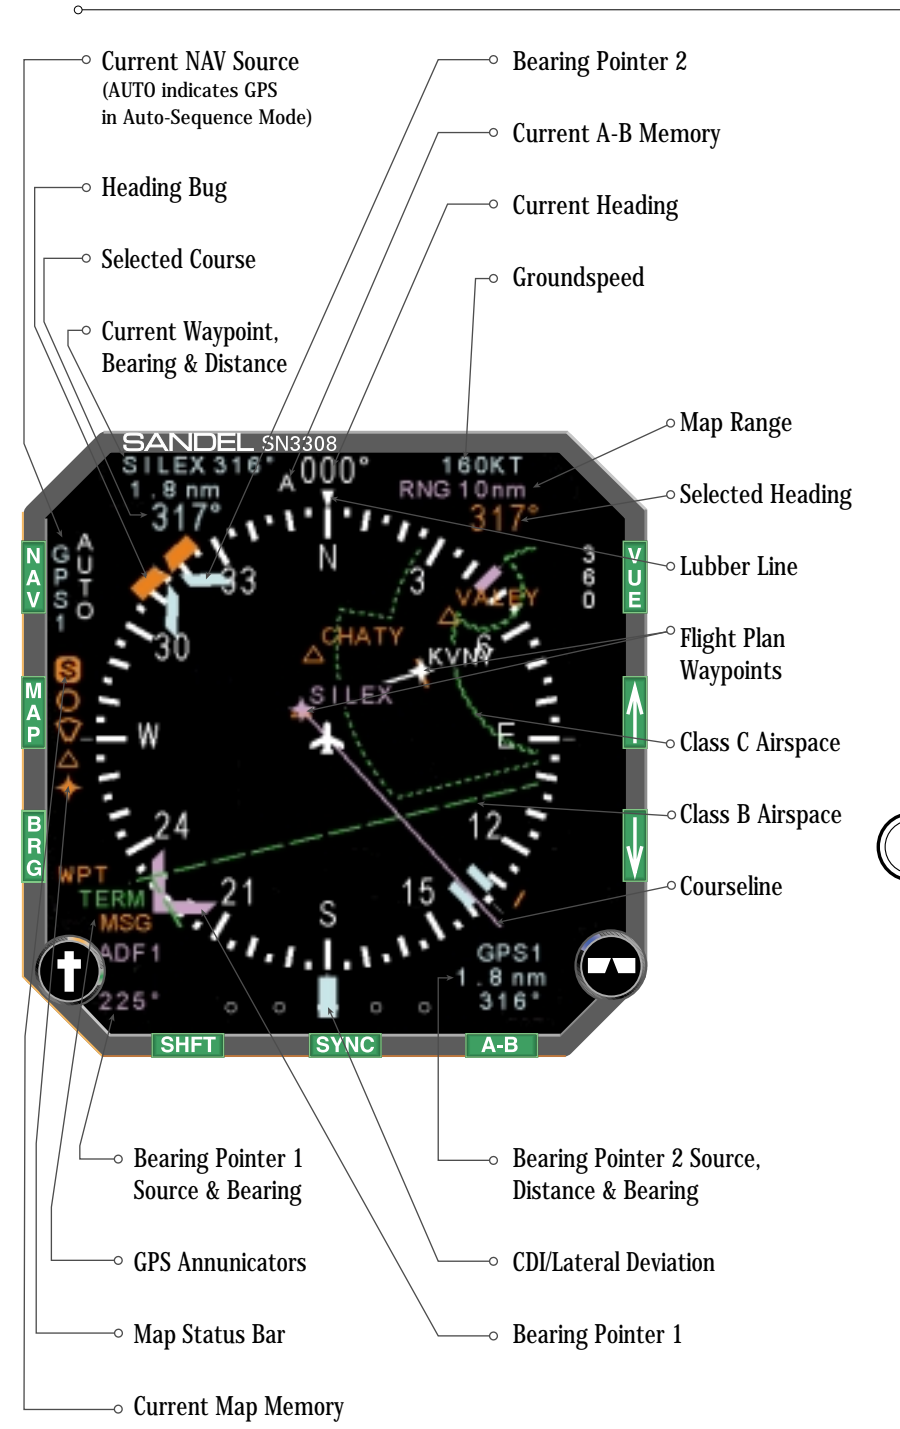 Current NAV Source
(AUTO indicates GPS
in Auto-Sequence Mode)
Heading Bug
Selected Course
Current Waypoint,
Bearing & Distance
Bearing Pointer 2
Current A-B Memory
Current Heading
Groundspeed
Map Range
Selected Heading
Lubber Line
Flight Plan
Waypoints
Class C Airspace
Class B Airspace
Courseline
SANDEL SN3308
SILEX 316°
1.8 nm
317°
A
000°
160KT
RNG 10nm
317°
NAV
GPS1
AUTO
360
VUE
N
33
3
30
6
W
E
24
12
21
15
S
VALEY
CHATY
KVNY
SILEX
S
MAP
BRG
WPT
TERM
MSG
ADF1
225°
GPS1
1.8 nm
316°
SHFT
SYNC
A-B
Bearing Pointer 1
Source & Bearing
GPS Annunicators
Map Status Bar
Current Map Memory
Bearing Pointer 2 Source,
Distance & Bearing
CDI/Lateral Deviation
Bearing Pointer 1